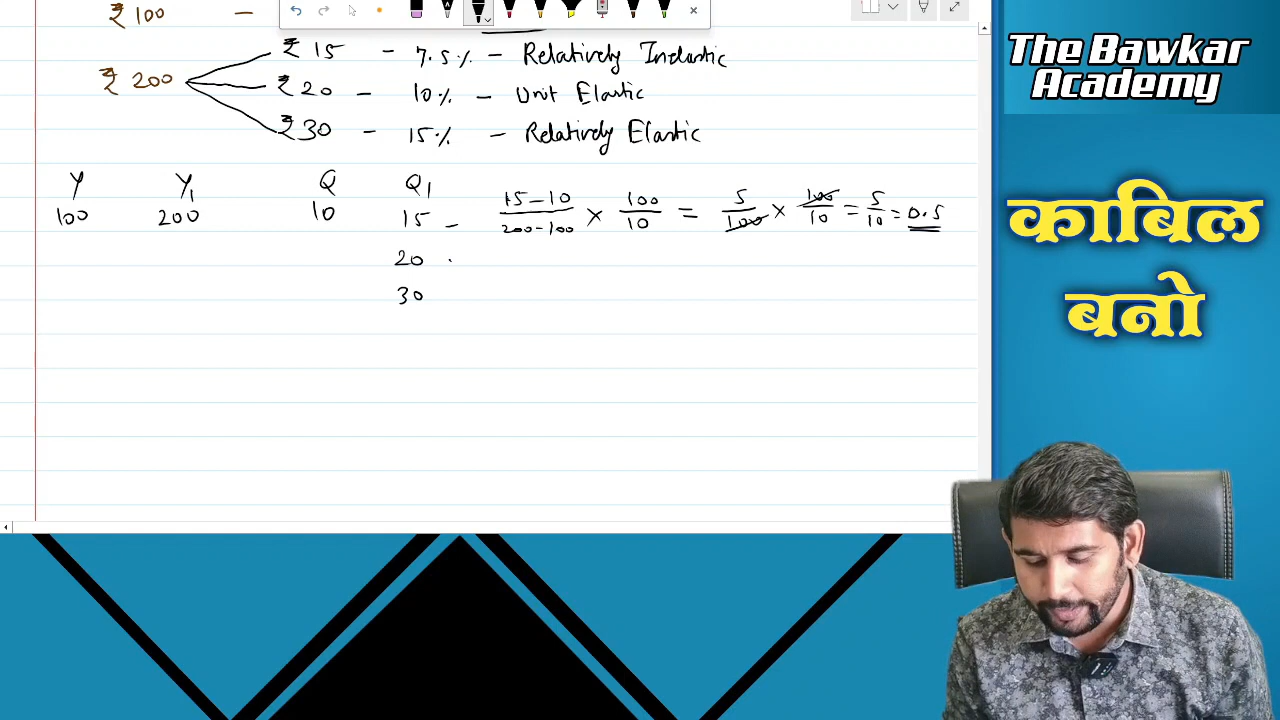 ₹ 100 -
₹ 200
₹ 15 - 7.5% - Relatively Inelastic
₹ 20 - 10% - Unit Elastic
₹ 30 - 15% - Relatively Elastic
Y Y1 Q Q1
100 200 10 15 - 15-10/200-100 × 100/10 = 5/100 × 100/10 = 5/10 = 0.5
20
30
The Bawkar
Academy
काबिल
बनो